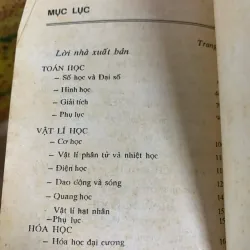 MỤC LỤC
Lời nhà xuất bản
Trang
TOÁN HỌC
– Số học và Đại số
– Hình học
– Giải tích
– Phụ lục
VẬT LÍ HỌC
– Cơ học
– Vật lí phân tử và nhiệt học
– Điện học
– Dao động và sóng
– Quang học
Vật lí hạt nhân
– Phụ lục
HÓA HỌC
– Hóa học đại cương